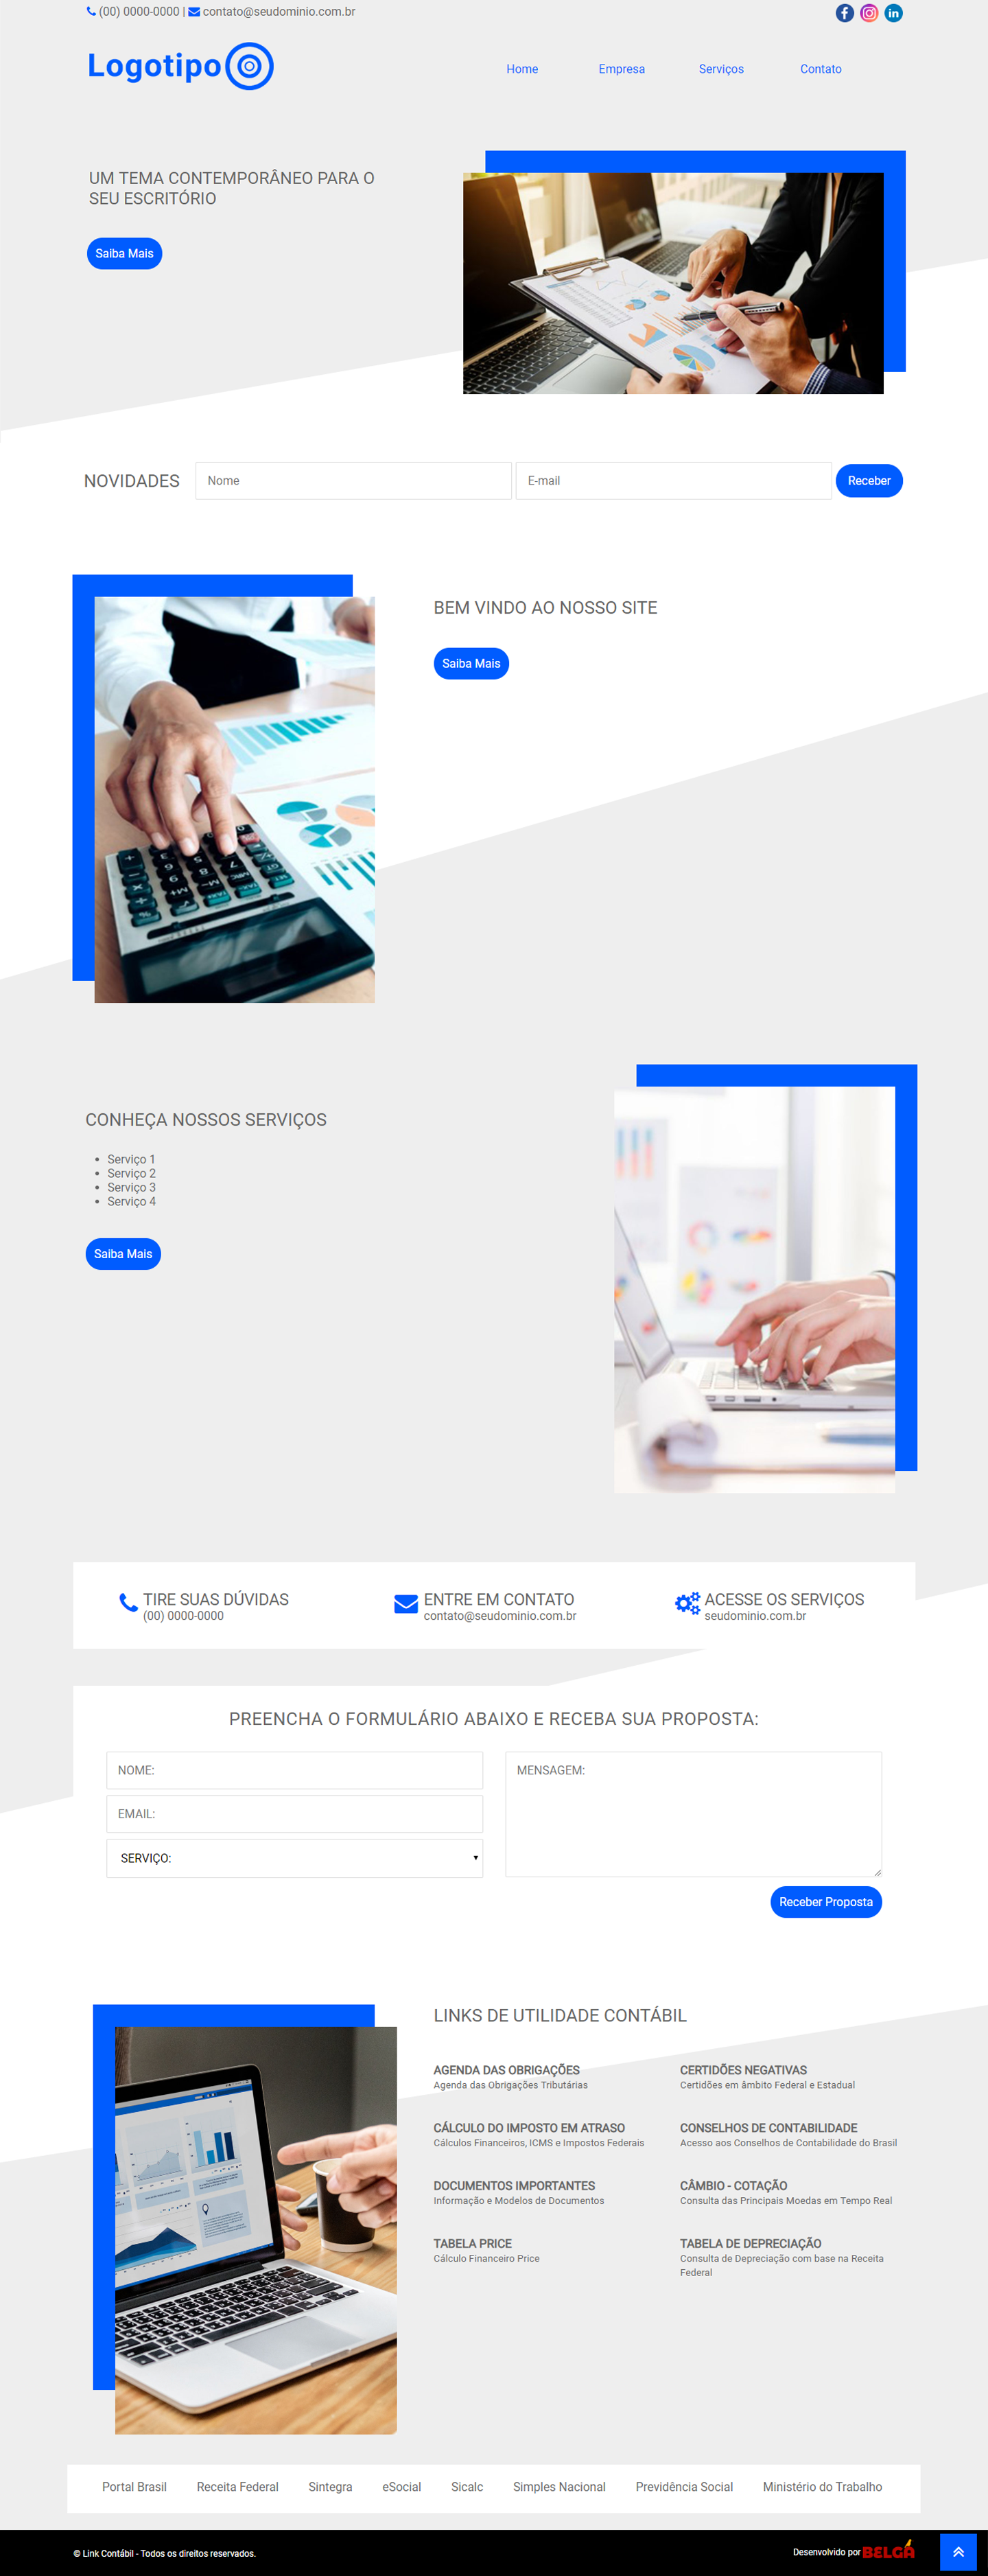 (00) 0000-0000 | contato@seudominio.com.br
Logotipo
Home Empresa Serviços Contato
UM TEMA CONTEMPORÂNEO PARA O
SEU ESCRITÓRIO
Saiba Mais
NOVIDADES Nome E-mail Receber
BEM VINDO AO NOSSO SITE
Saiba Mais
CONHEÇA NOSSOS SERVIÇOS
• Serviço 1
• Serviço 2
• Serviço 3
• Serviço 4
Saiba Mais
TIRE SUAS DÚVIDAS
(00) 0000-0000
ENTRE EM CONTATO
contato@seudominio.com.br
ACESSE OS SERVIÇOS
seudominio.com.br
PREENCHA O FORMULÁRIO ABAIXO E RECEBA SUA PROPOSTA:
NOME:
EMAIL:
SERVIÇO:
MENSAGEM:
Receber Proposta
LINKS DE UTILIDADE CONTÁBIL
AGENDA DAS OBRIGAÇÕES
Agenda das Obrigações Tributárias
CERTIDÕES NEGATIVAS
Certidões em âmbito Federal e Estadual
CÁLCULO DO IMPOSTO EM ATRASO
Cálculos Financeiros, ICMS e Impostos Federais
CONSELHOS DE CONTABILIDADE
Acesso aos Conselhos de Contabilidade do Brasil
DOCUMENTOS IMPORTANTES
Informação e Modelos de Documentos
CÂMBIO - COTAÇÃO
Consulta das Principais Moedas em Tempo Real
TABELA PRICE
Cálculo Financeiro Price
TABELA DE DEPRECIAÇÃO
Consulta de Depreciação com base na Receita
Federal
Portal Brasil Receita Federal Sintegra eSocial Sicalc Simples Nacional Previdência Social Ministério do Trabalho
© Link Contábil - Todos os direitos reservados.
Desenvolvido por BELGA